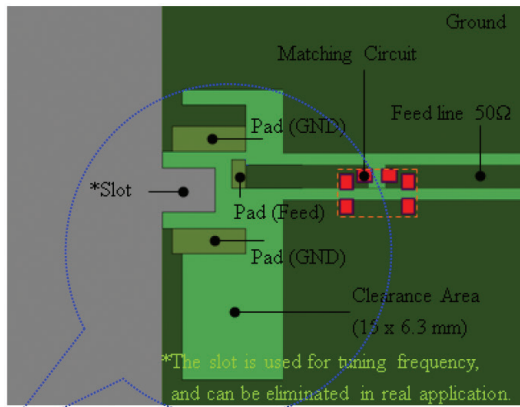 Ground
Matching Circuit
Pad (GND)
Feed line 50Ω
*Slot
Pad (Feed)
Pad (GND)
Clearance Area
(15 x 6.3 mm)
*The slot is used for tuning frequency,
and can be eliminated in real application.